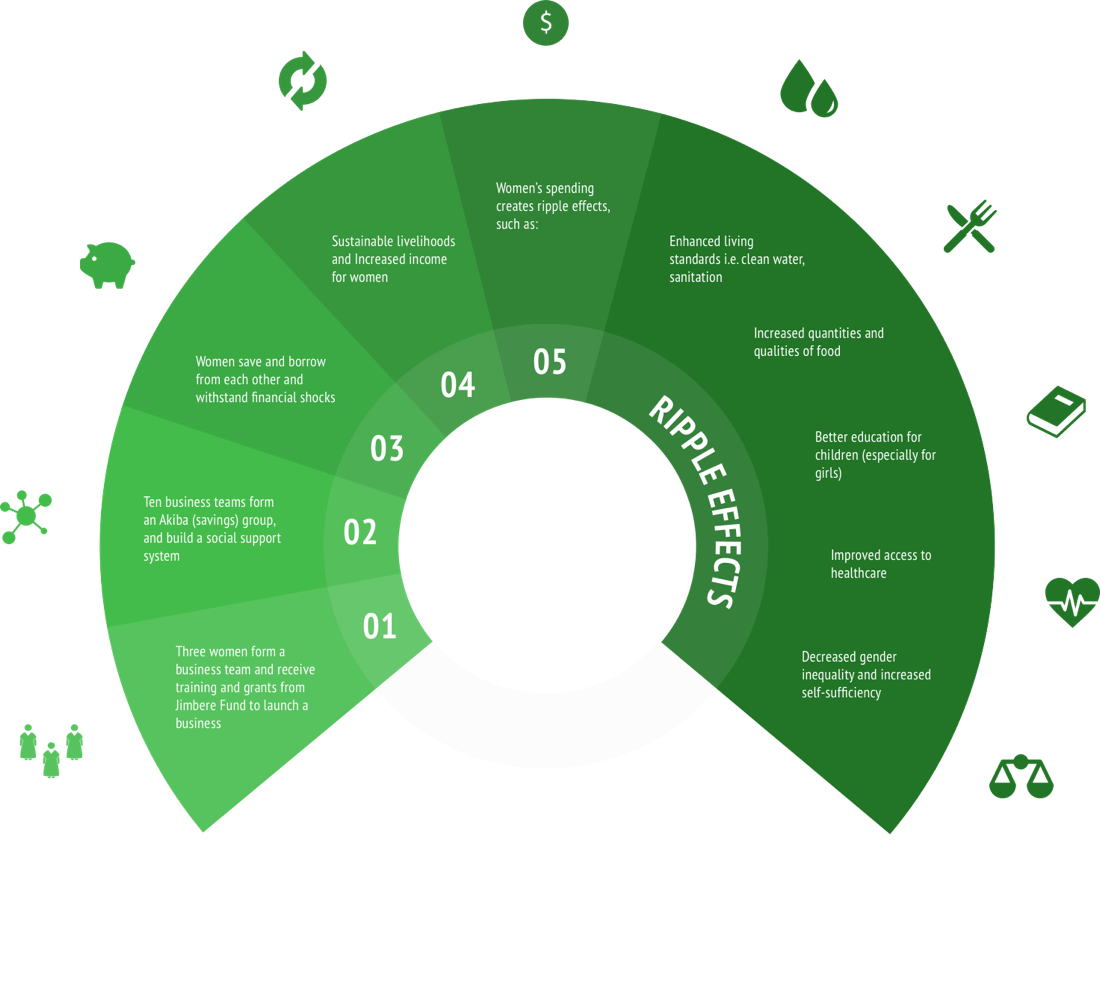 $
Women's spending
creates ripple effects,
such as:
Sustainable livelihoods
and Increased income
for women
Enhanced living
standards i.e. clean water,
sanitation
Increased quantities and
qualities of food
Women save and borrow
from each other and
withstand financial shocks
05
04
RIPPLE EFFECTS
03
Better education for
children (especially for
girls)
Ten business teams form
an Akiba (savings) group,
and build a social support
system
02
Improved access to
healthcare
01
Three women form a
business team and receive
training and grants from
Jimbere Fund to launch a
business
Decreased gender
inequality and increased
self-sufficiency